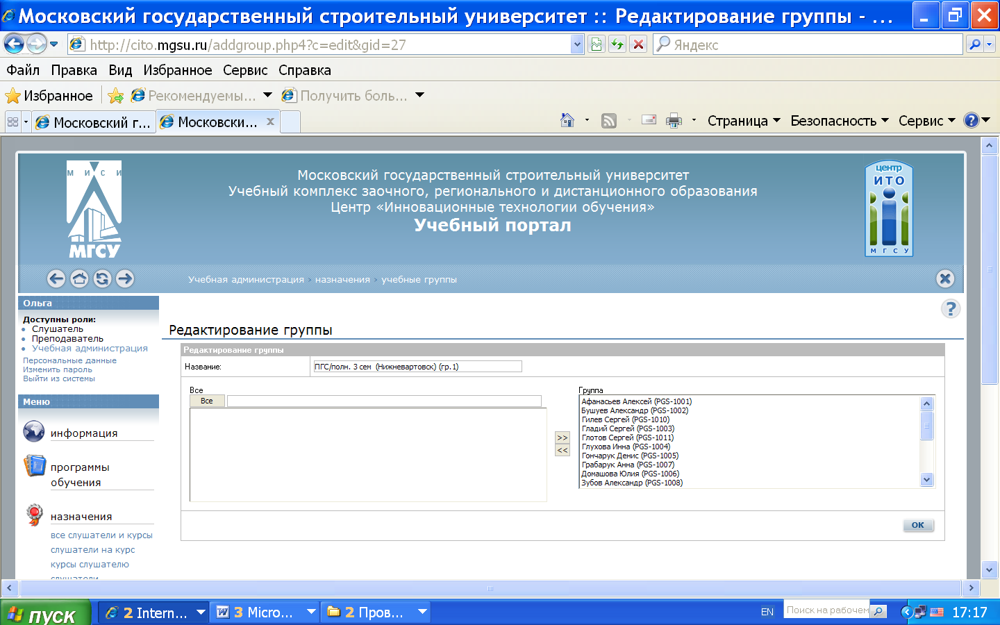 Московский государственный строительный университет :: Редактирование группы - ...
http://cito.mgsu.ru/addgroup.php4?c=edit&gid=27
Яндекс
Файл Правка Вид Избранное Сервис Справка
Избранное Рекомендуемы... Получить боль...
Московский г... Московски... Страница Безопасность Сервис
М И С И
МГСУ
Московский государственный строительный университет
Учебный комплекс заочного, регионального и дистанционного образования
Центр «Инновационные технологии обучения»
Учебный портал
центр
ИТО
МГСУ
Учебная администрация › назначения › учебные группы
Ольга
Доступны роли:
Слушатель
Преподаватель
Учебная администрация
Персональные данные
Изменить пароль
Выйти из системы
Меню
информация
программы
обучения
назначения
все слушатели и курсы
слушатели на курс
курсы слушателю
слушатели
Редактирование группы
Редактирование группы
Название: ПГС/полн. 3 сем (Нижневартовск) (гр.1)
Все
Все
>>
<<
Группа
Афанасьев Алексей (PGS-1001)
Бушуев Александр (PGS-1002)
Гилев Сергей (PGS-1010)
Гладий Сергей (PGS-1003)
Глотов Сергей (PGS-1011)
Глухова Инна (PGS-1004)
Гончарук Денис (PGS-1005)
Грабарук Анна (PGS-1007)
Домашова Юлия (PGS-1006)
Зубов Александр (PGS-1008)
ОК
пуск 2 Intern... 3 Micro... 2 Пров... EN Поиск на рабочем 17:17